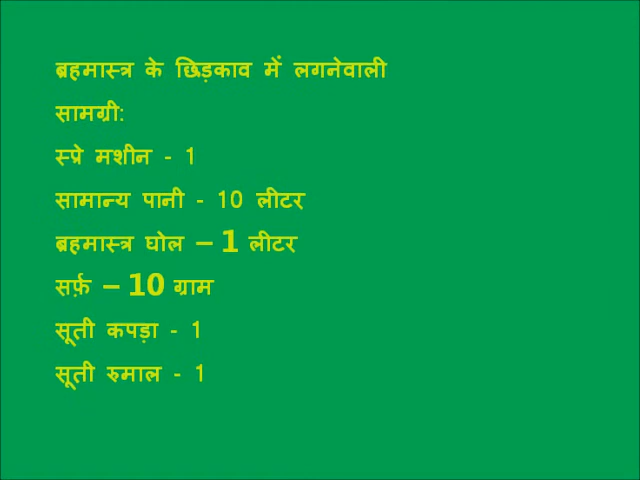 ब्रहमास्त्र के छिड़काव में लगनेवाली
सामग्री:
स्प्रे मशीन - 1
सामान्य पानी - 10 लीटर
ब्रहमास्त्र घोल – 1 लीटर
सर्फ़ – 10 ग्राम
सूती कपड़ा - 1
सूती रुमाल - 1